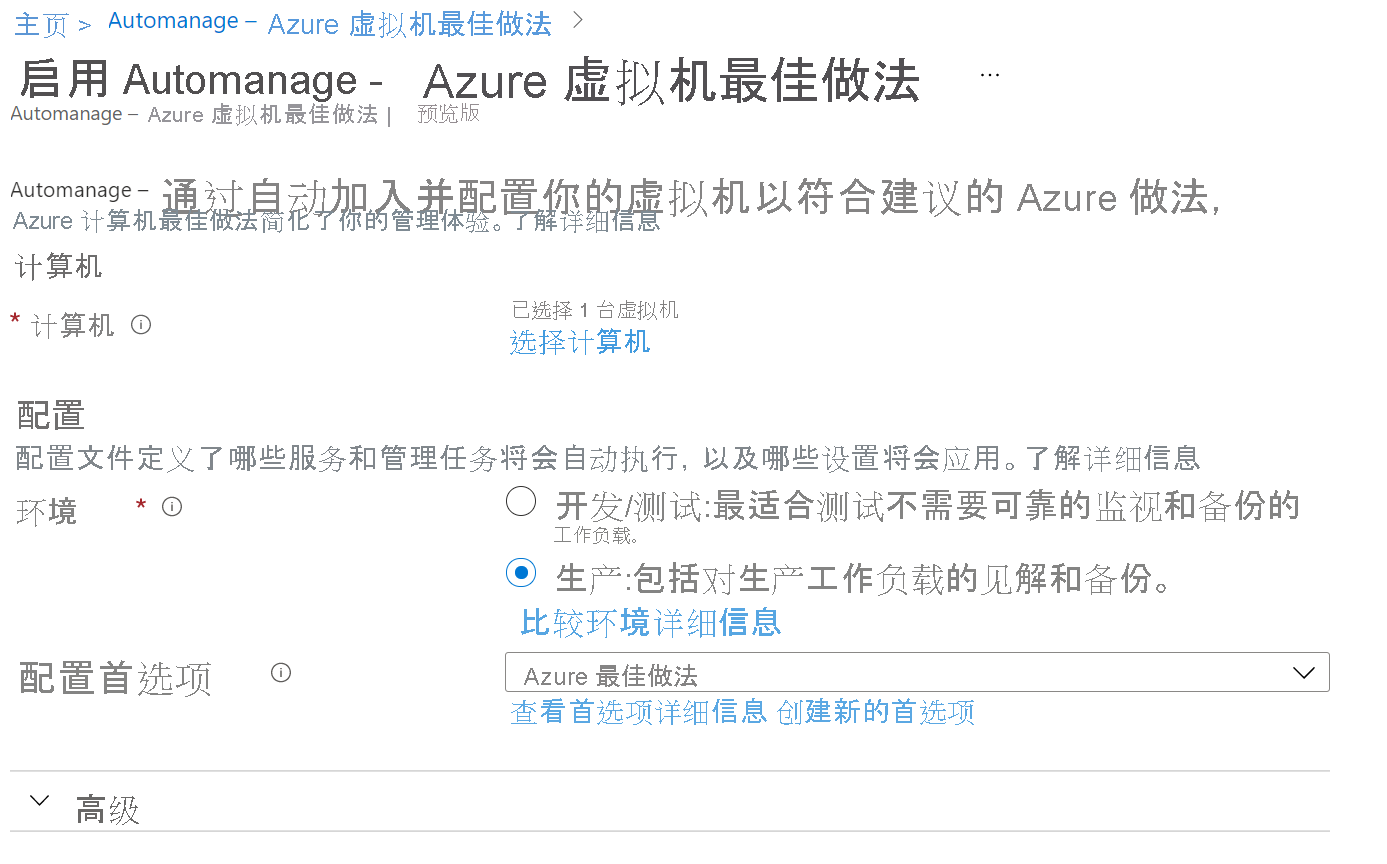 主页 > Automanage – Azure 虚拟机最佳做法 >
启用 Automanage - Azure 虚拟机最佳做法 ...
Automanage – Azure 虚拟机最佳做法 | 预览版
Automanage – 通过自动加入并配置你的虚拟机以符合建议的 Azure 做法,
Azure 计算机最佳做法简化了你的管理体验。了解详细信息
计算机
* 计算机
已选择 1 台虚拟机
选择计算机
配置
配置文件定义了哪些服务和管理任务将会自动执行, 以及哪些设置将会应用。了解详细信息
环境 *
开发/测试:最适合测试不需要可靠的监视和备份的
工作负载。
生产:包括对生产工作负载的见解和备份。
比较环境详细信息
配置首选项
Azure 最佳做法
查看首选项详细信息 创建新的首选项
高级